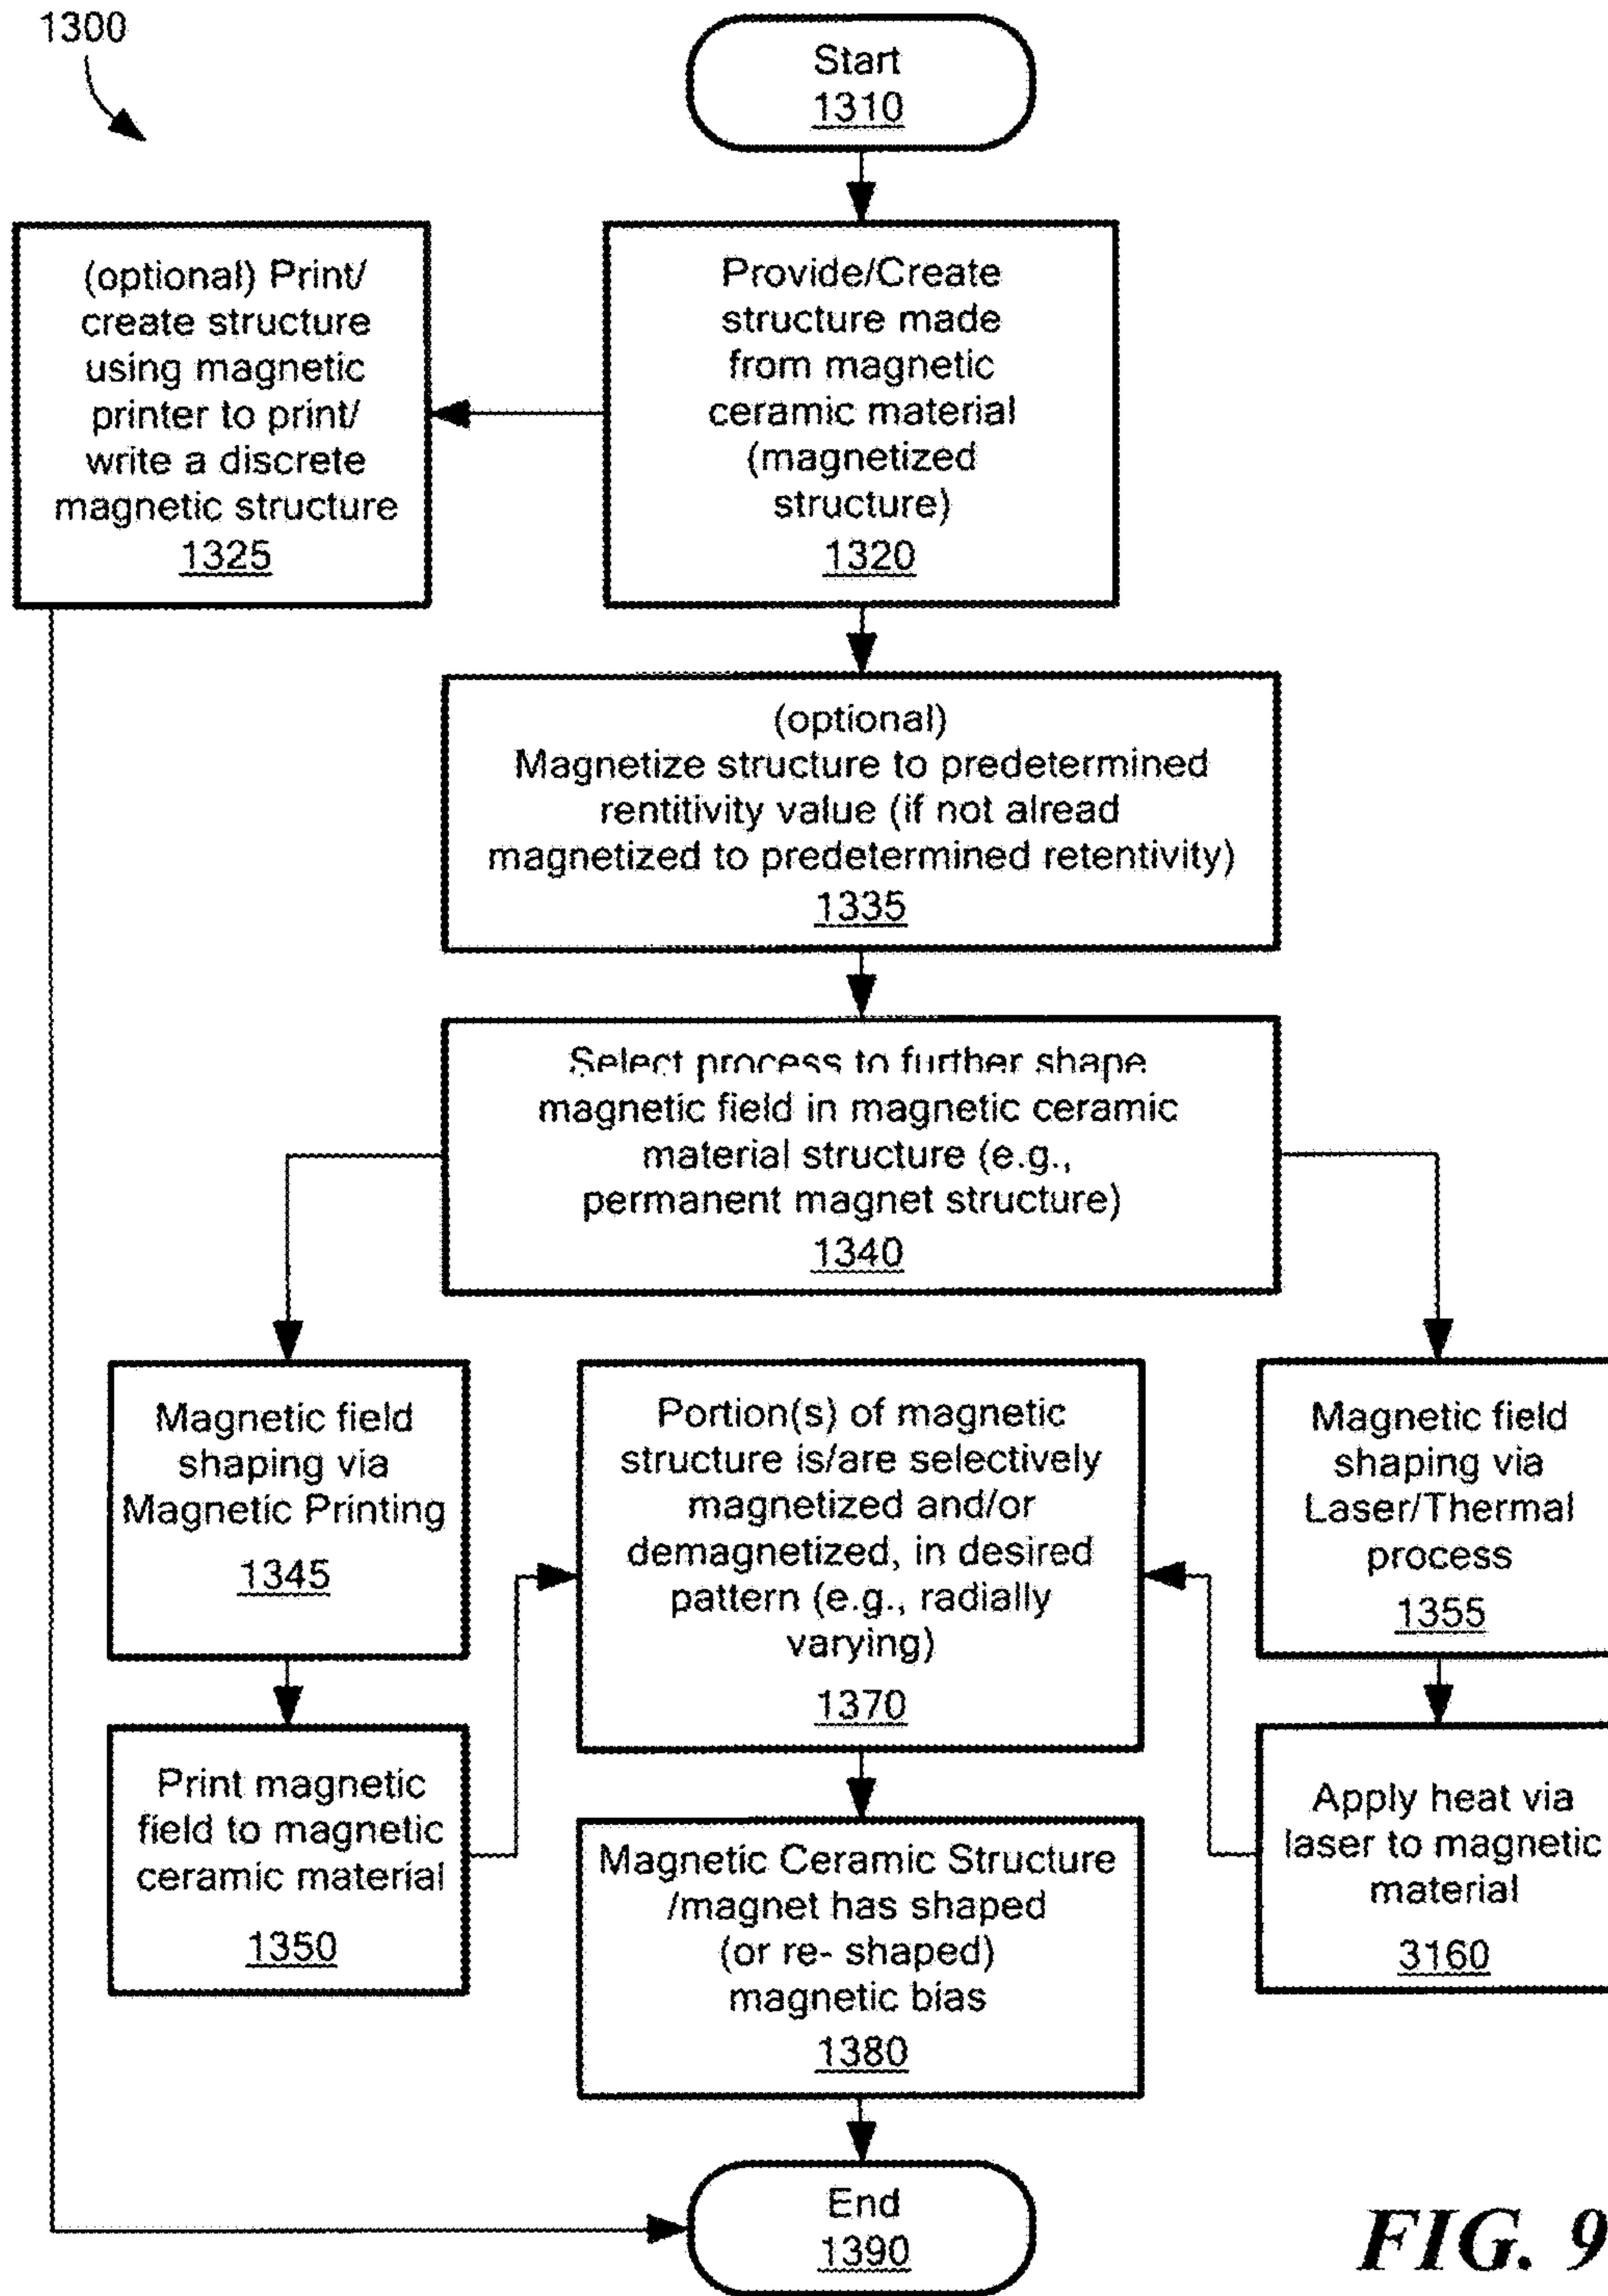 1300
Start
1310
(optional) Print/
create structure
using magnetic
printer to print/
write a discrete
magnetic structure
1325
Provide/Create
structure made
from magnetic
ceramic material
(magnetized
structure)
1320
(optional)
Magnetize structure to predetermined
rentitivity value (if not alread
magnetized to predetermined retentivity)
1335
Select process to further shape
magnetic field in magnetic ceramic
material structure (e.g.,
permanent magnet structure)
1340
Magnetic field
shaping via
Magnetic Printing
1345
Portion(s) of magnetic
structure is/are selectively
magnetized and/or
demagnetized, in desired
pattern (e.g., radially
varying)
1370
Magnetic field
shaping via
Laser/Thermal
process
1355
Print magnetic
field to magnetic
ceramic material
1350
Magnetic Ceramic Structure
/magnet has shaped
(or re- shaped)
magnetic bias
1380
Apply heat via
laser to magnetic
material
3160
End
1390
FIG. 9